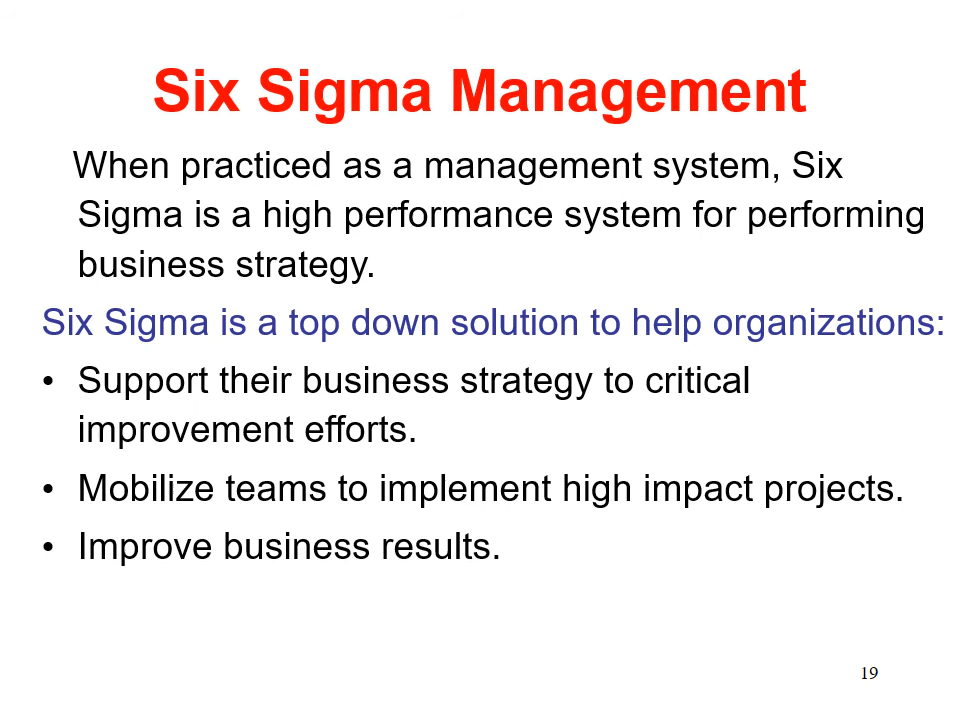 Six Sigma Management
When practiced as a management system, Six
Sigma is a high performance system for performing
business strategy.
Six Sigma is a top down solution to help organizations:
• Support their business strategy to critical
improvement efforts.
• Mobilize teams to implement high impact projects.
• Improve business results.
19